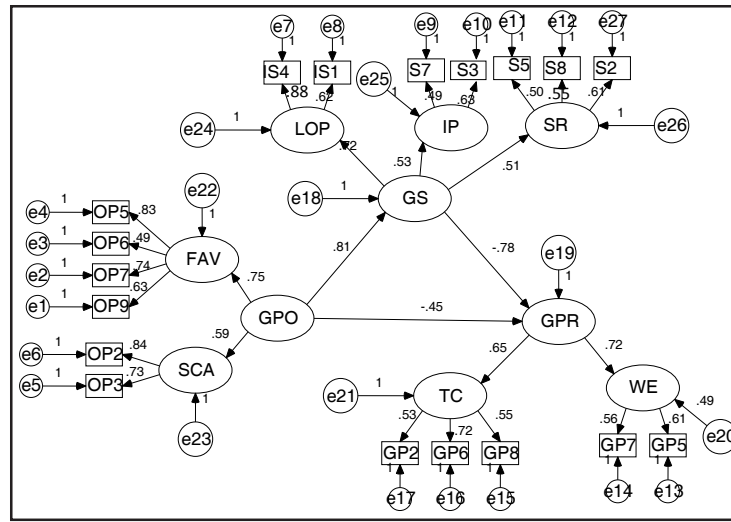 e7 e8 e9 e10 e11 e12 e27
1 1 1 1 1 1 1
IS4 IS1 S7 S3 S5 S8 S2
e25
1
.88 .62 .49 .63 .50 .55 .61
e24 1 LOP IP SR 1 e26
.72 .53 .51
e18 1 GS
e22
1
e4 1 OP5 .83
e3 1 OP6 .49
e2 1 OP7 .74
e1 1 OP9 .63
FAV
.75
.81
-.78
e19
1
GPO -.45 GPR
.59
e6 1 OP2 .84
e5 1 OP3 .73
SCA
1
e23
.65 .72
e21 1 TC WE
.49
e20
.53 .72 .55 .56 .61
GP2 GP6 GP8 GP7 GP5
1 1 1 1 1
e17 e16 e15 e14 e13